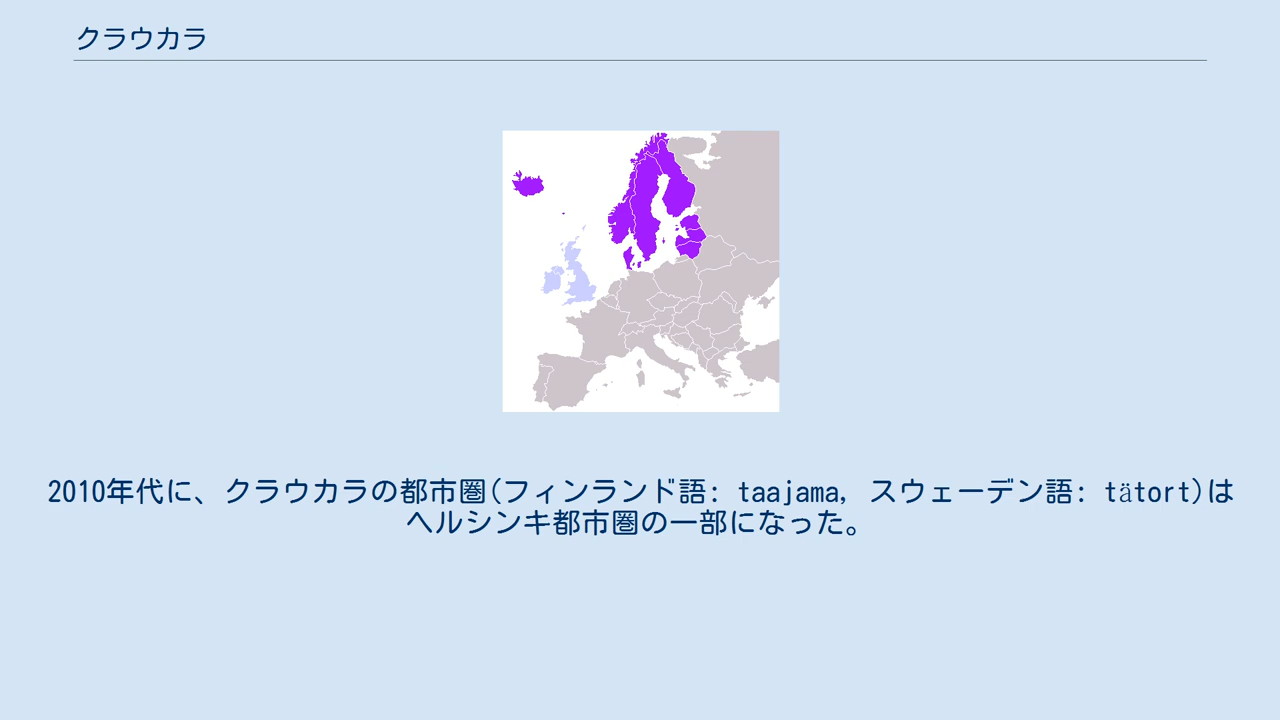 クラウカラ
2010年代に、クラウカラの都市圏(フィンランド語: taajama, スウェーデン語: tätort)は
ヘルシンキ都市圏の一部になった。